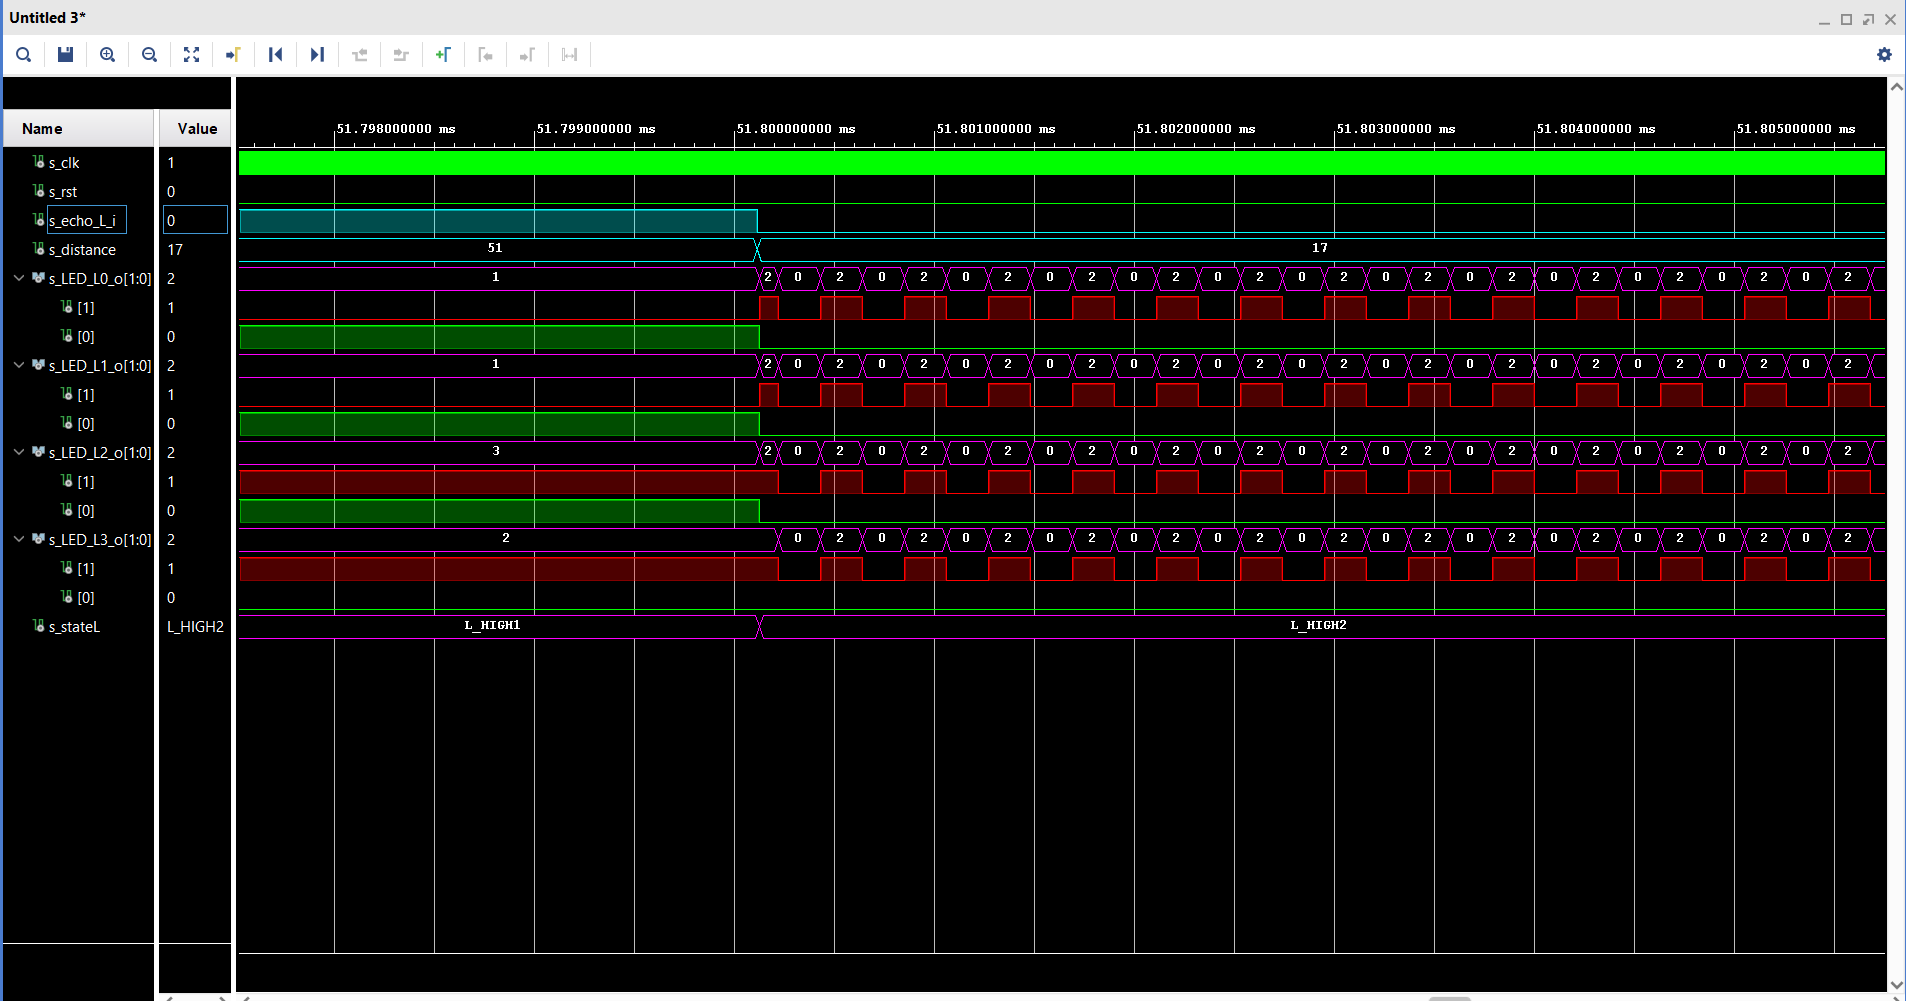 Untitled 3*
Name Value
51.798000000 ms 51.799000000 ms 51.800000000 ms 51.801000000 ms 51.802000000 ms 51.803000000 ms 51.804000000 ms 51.805000000 ms
s_clk 1
s_rst 0
s_echo_L_i 0
s_distance 17 51 17
s_LED_L0_o[1:0] 2 1 2 0 2 0 2 0 2 0 2 0 2 0 2 0 2 0 2 0 2 0 2 0 2 0 2
[1] 1
[0] 0
s_LED_L1_o[1:0] 2 1 2 0 2 0 2 0 2 0 2 0 2 0 2 0 2 0 2 0 2 0 2 0 2 0 2
[1] 1
[0] 0
s_LED_L2_o[1:0] 2 3 2 0 2 0 2 0 2 0 2 0 2 0 2 0 2 0 2 0 2 0 2 0 2 0 2
[1] 1
[0] 0
s_LED_L3_o[1:0] 2 2 0 2 0 2 0 2 0 2 0 2 0 2 0 2 0 2 0 2 0 2 0 2 0 2
[1] 1
[0] 0
s_stateL L_HIGH2 L_HIGH1 L_HIGH2